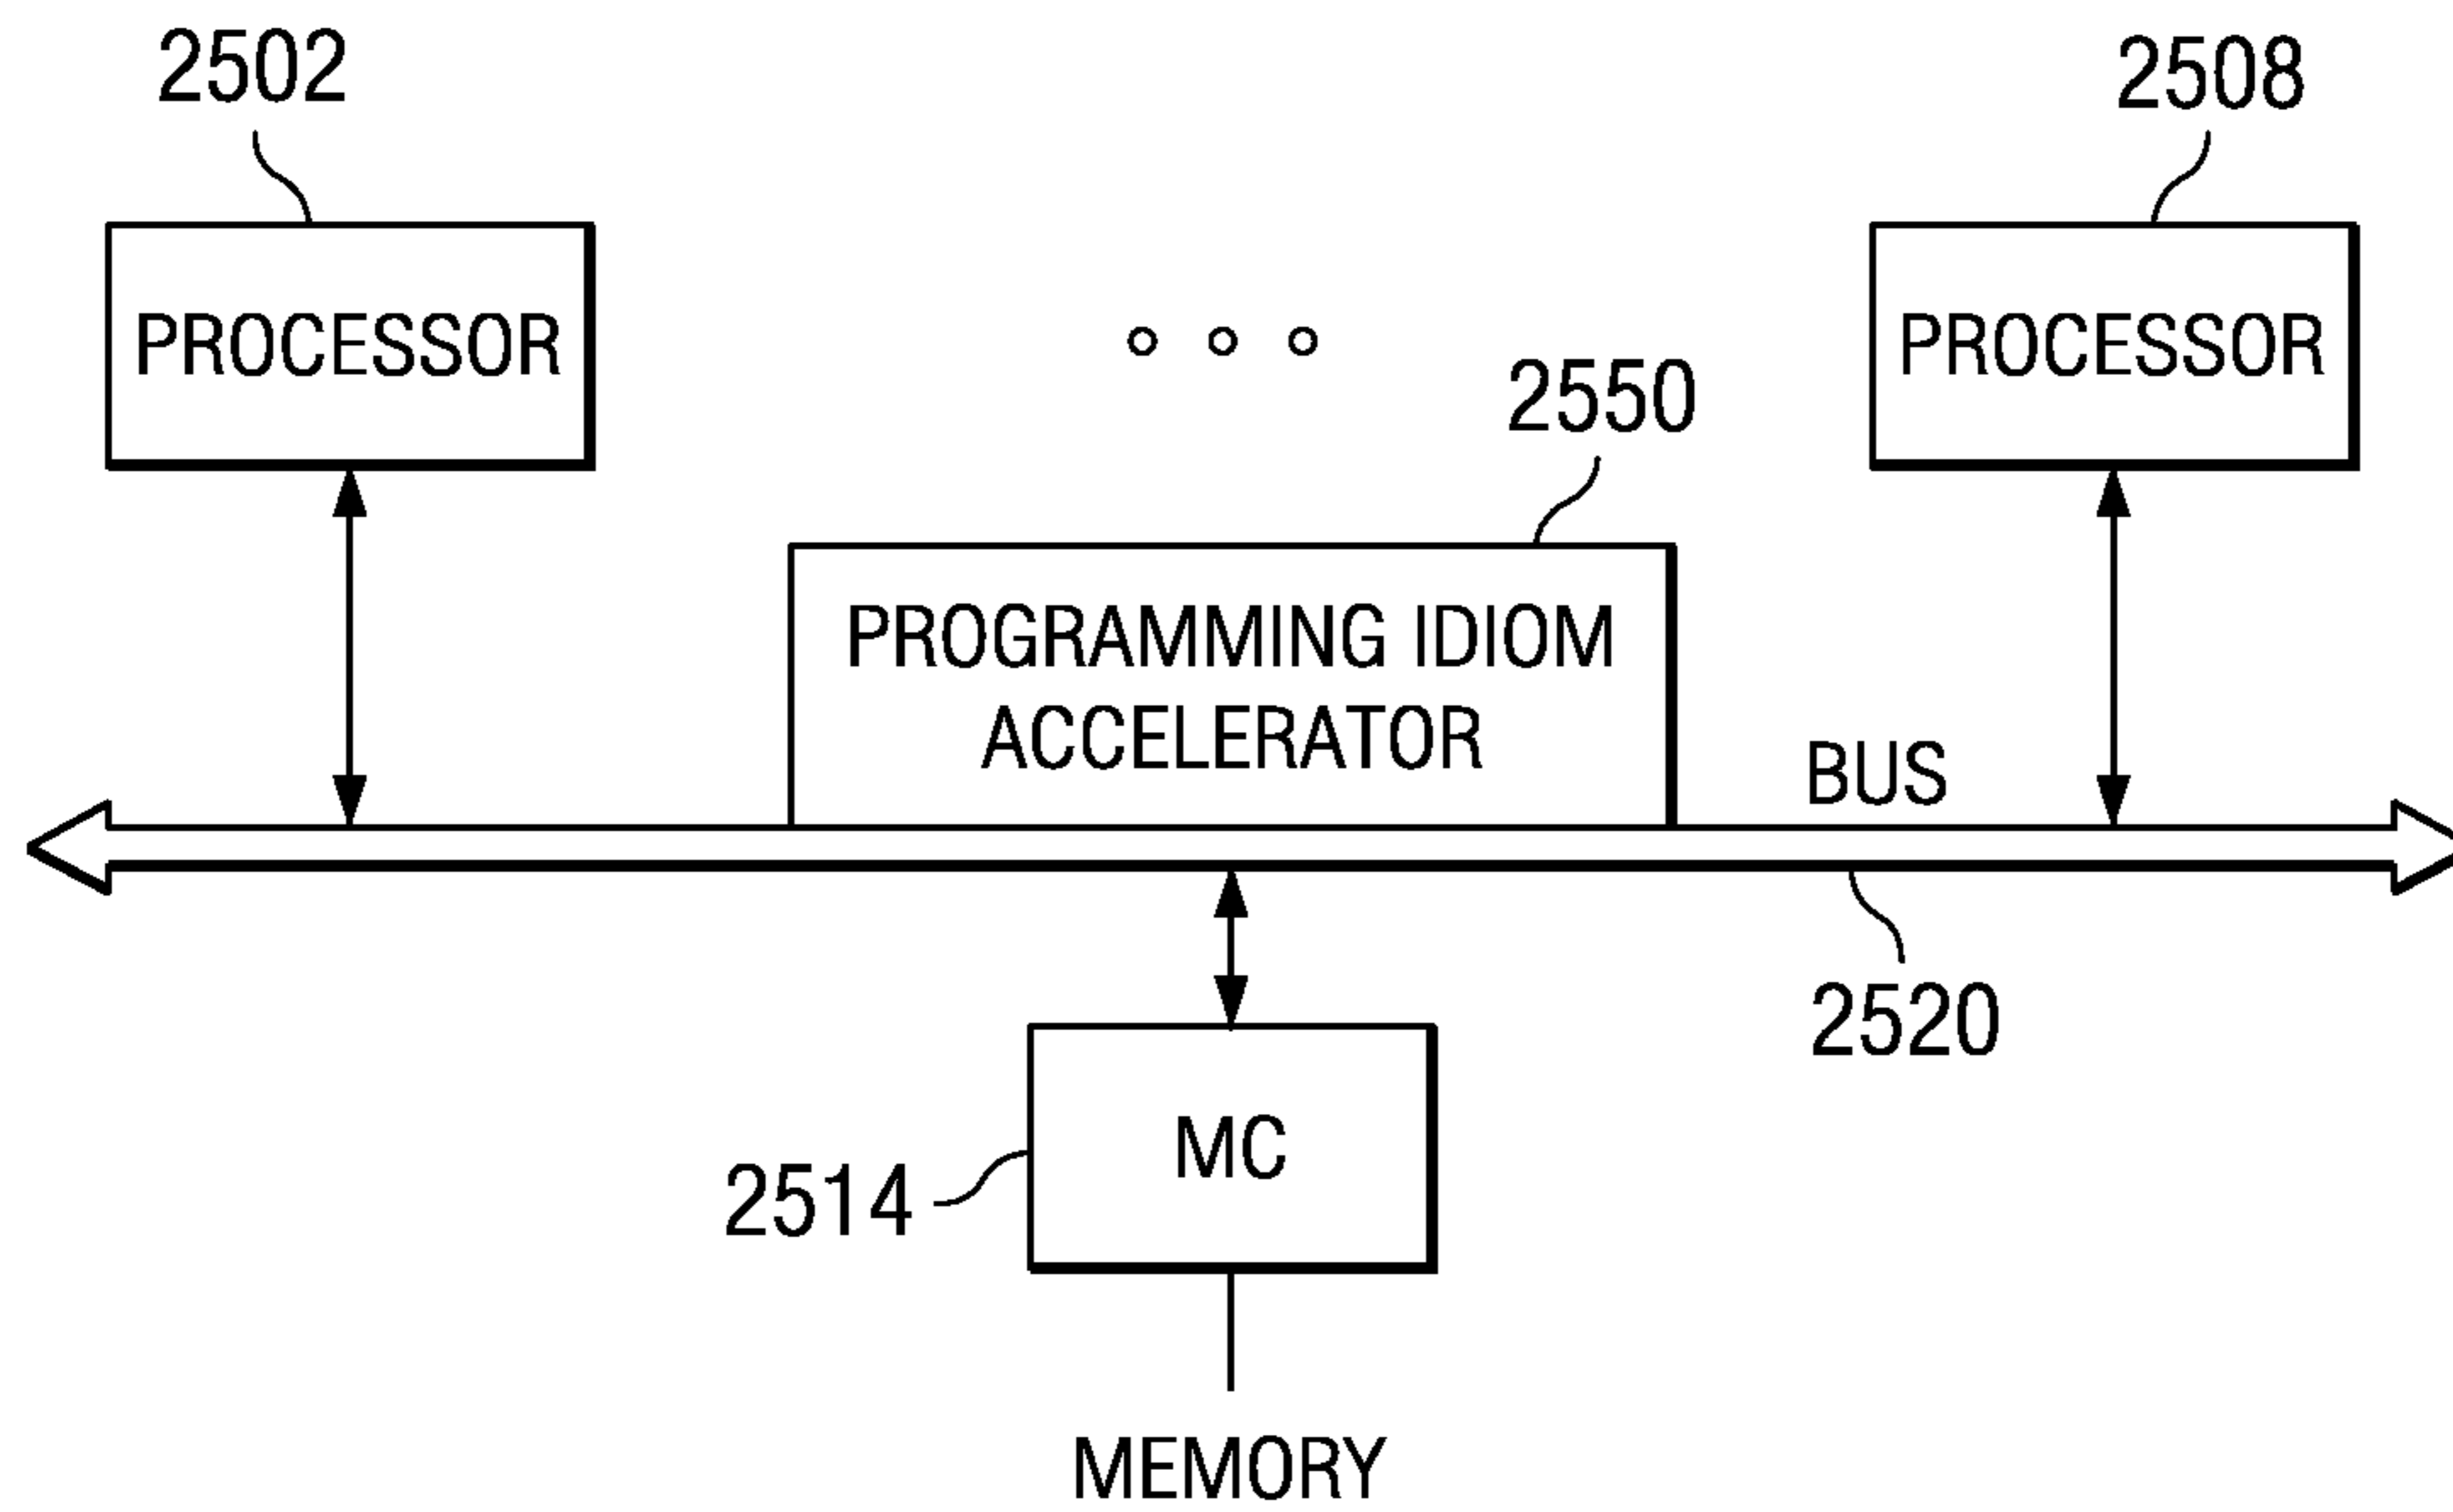 2502
2508
PROCESSOR
PROCESSOR
2550
PROGRAMMING IDIOM
ACCELERATOR
BUS
2520
MC
2514
MEMORY